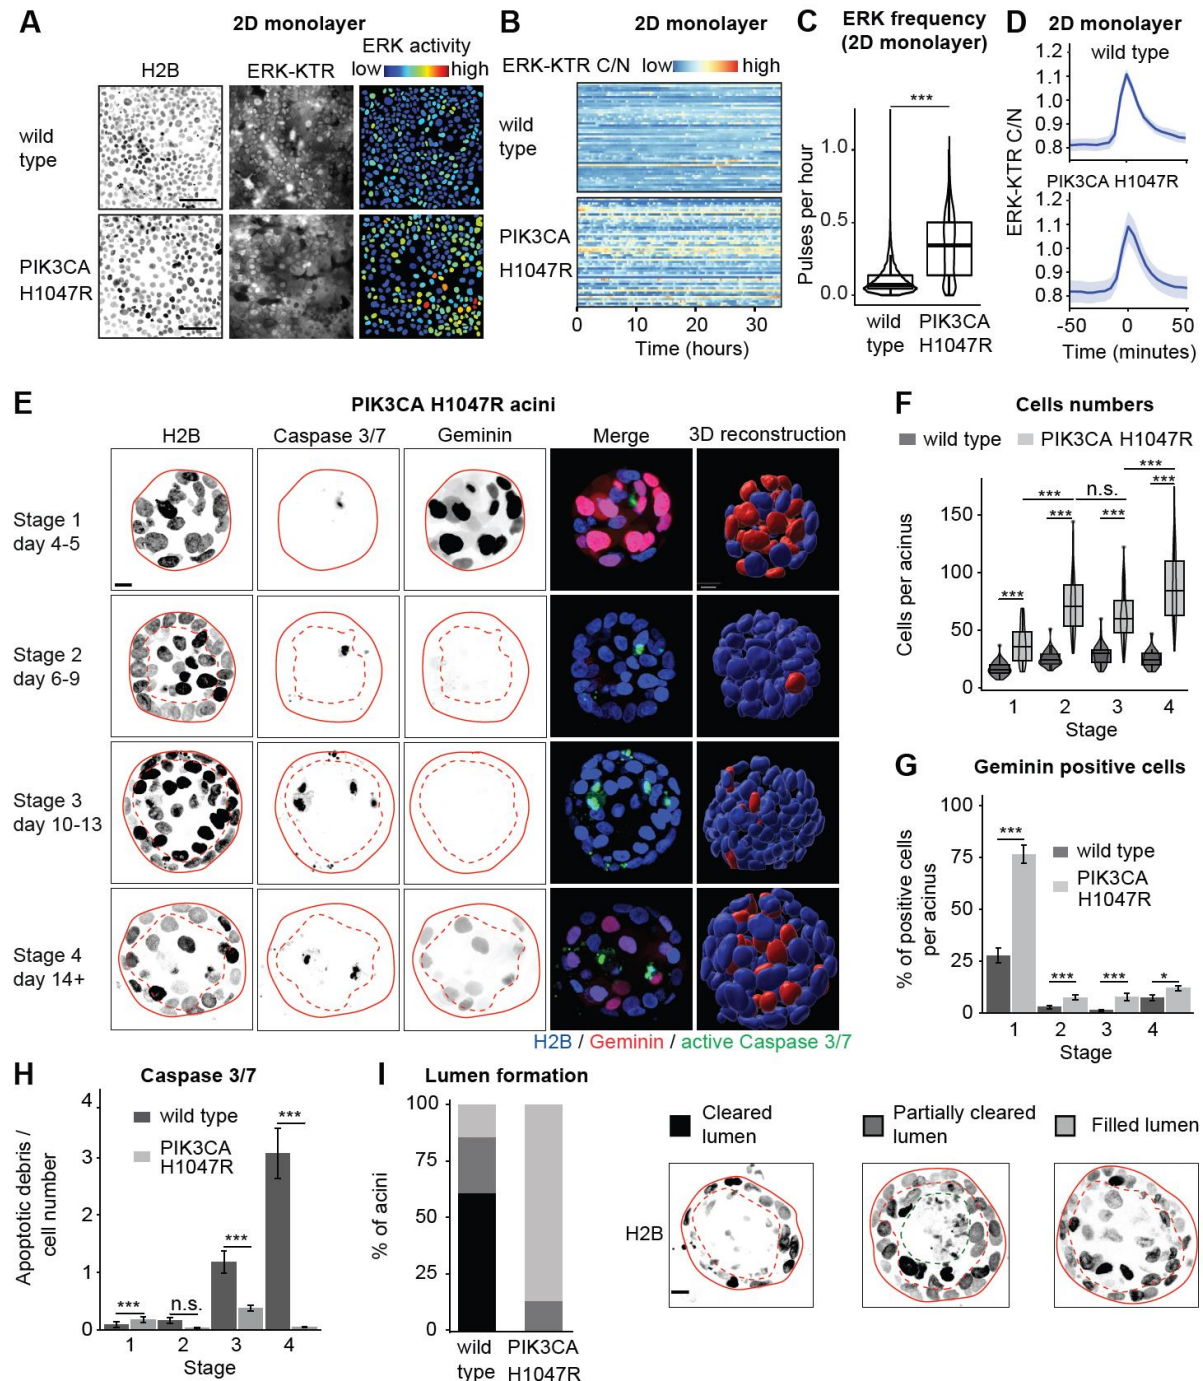 A
2D monolayer
H2B
ERK-KTR
ERK activity
low high
wild
type
PIK3CA
H1047R
B
2D monolayer
ERK-KTR C/N low high
wild
type
PIK3CA
H1047R
0 10 20 30
Time (hours)
C
ERK frequency
(2D monolayer)
Pulses per hour
1.0
0.5
0.0
***
wild
type
PIK3CA
H1047R
D
2D monolayer
wild type
ERK-KTR C/N
1.2
1.1
1.0
0.9
0.8
PIK3CA H1047R
1.2
1.1
1.0
0.9
0.8
-50 0 50
Time (minutes)
E
PIK3CA H1047R acini
H2B Caspase 3/7 Geminin Merge 3D reconstruction
Stage 1
day 4-5
Stage 2
day 6-9
Stage 3
day 10-13
Stage 4
day 14+
H2B / Geminin / active Caspase 3/7
F
Cells numbers
wild type PIK3CA H1047R
Cells per acinus
150
100
50
0
***
***
***
n.s.
***
***
***
1 2 3 4
Stage
G
Geminin positive cells
% of positive cells
per acinus
100
75
50
25
0
wild type
PIK3CA
H1047R
***
***
***
*
1 2 3 4
Stage
H
Caspase 3/7
Apoptotic debris /
cell number
4
3
2
1
0
wild type
PIK3CA
H1047R
***
n.s.
***
***
1 2 3 4
Stage
I
Lumen formation
% of acini
100
75
50
25
0
wild
type
PIK3CA
H1047R
Cleared
lumen
Partially cleared
lumen
Filled lumen
H2B